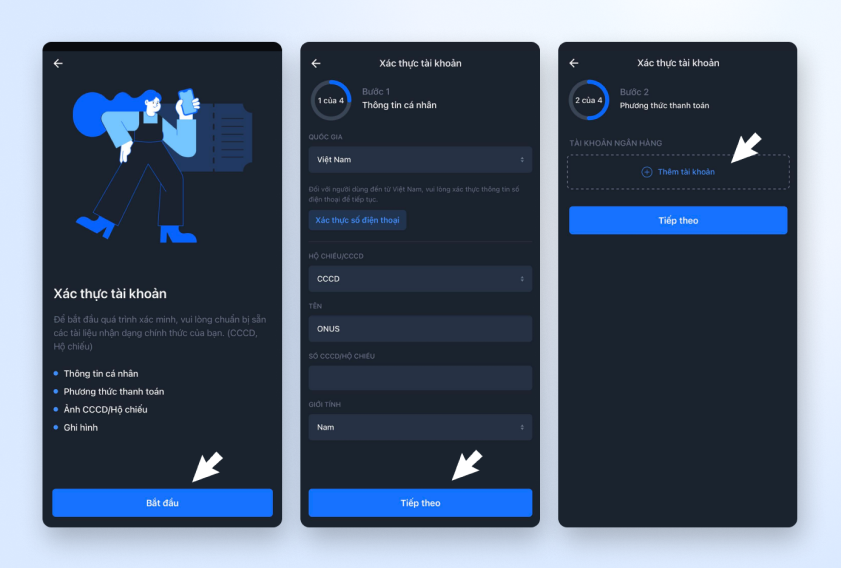 Xác thực tài khoản
Để bắt đầu quá trình xác minh, vui lòng chuẩn bị sẵn
các tài liệu nhận dạng chính thức của bạn. (CCCD,
Hộ chiếu)
Thông tin cá nhân
Phương thức thanh toán
Ảnh CCCD/Hộ chiếu
Ghi hình
Bắt đầu
Xác thực tài khoản
1 của 4
Bước 1
Thông tin cá nhân
QUỐC GIA
Việt Nam
Đối với người dùng đến từ Việt Nam, vui lòng xác thực thông tin số
điện thoại để tiếp tục.
Xác thực số điện thoại
HỘ CHIẾU/CCCD
CCCD
TÊN
ONUS
SỐ CCCD/HỘ CHIẾU
GIỚI TÍNH
Nam
Tiếp theo
Xác thực tài khoản
2 của 4
Bước 2
Phương thức thanh toán
TÀI KHOẢN NGÂN HÀNG
Thêm tài khoản
Tiếp theo